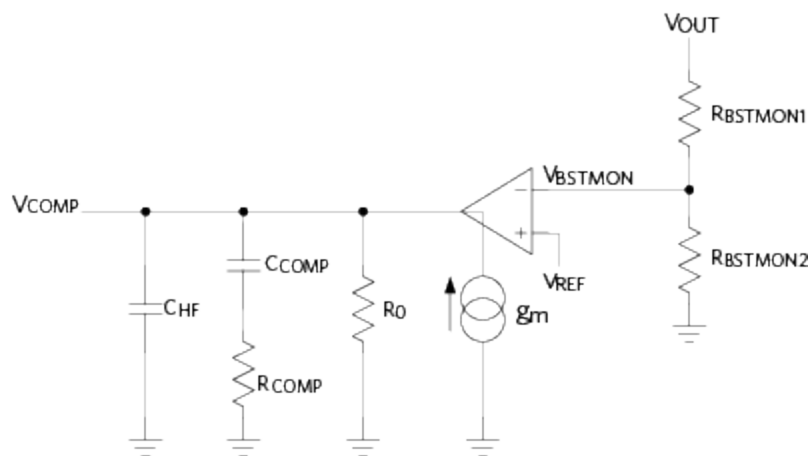 VOUT
RBSTMON1
VBSTMON
VCOMP
CCOMP
RBSTMON2
VREF
CHF
R0
gm
RCOMP